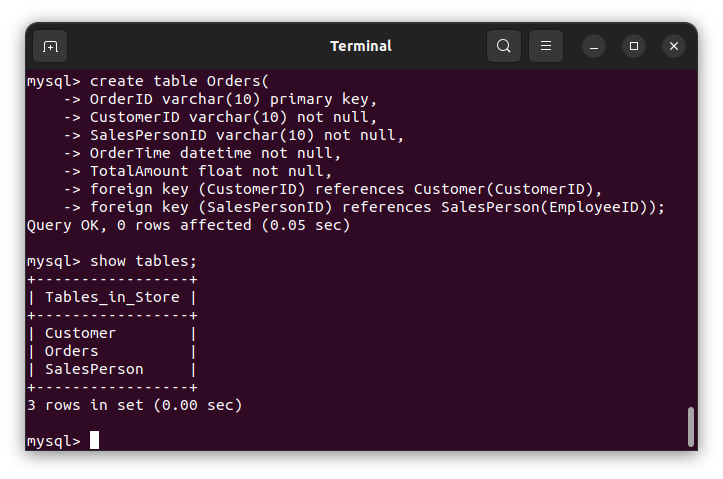 Terminal
mysql> create table Orders(
    -> OrderID varchar(10) primary key,
    -> CustomerID varchar(10) not null,
    -> SalesPersonID varchar(10) not null,
    -> OrderTime datetime not null,
    -> TotalAmount float not null,
    -> foreign key (CustomerID) references Customer(CustomerID),
    -> foreign key (SalesPersonID) references SalesPerson(EmployeeID));
Query OK, 0 rows affected (0.05 sec)
mysql> show tables;
+-----------------+
| Tables_in_Store |
+-----------------+
| Customer        |
| Orders          |
| SalesPerson     |
+-----------------+
3 rows in set (0.00 sec)
mysql>